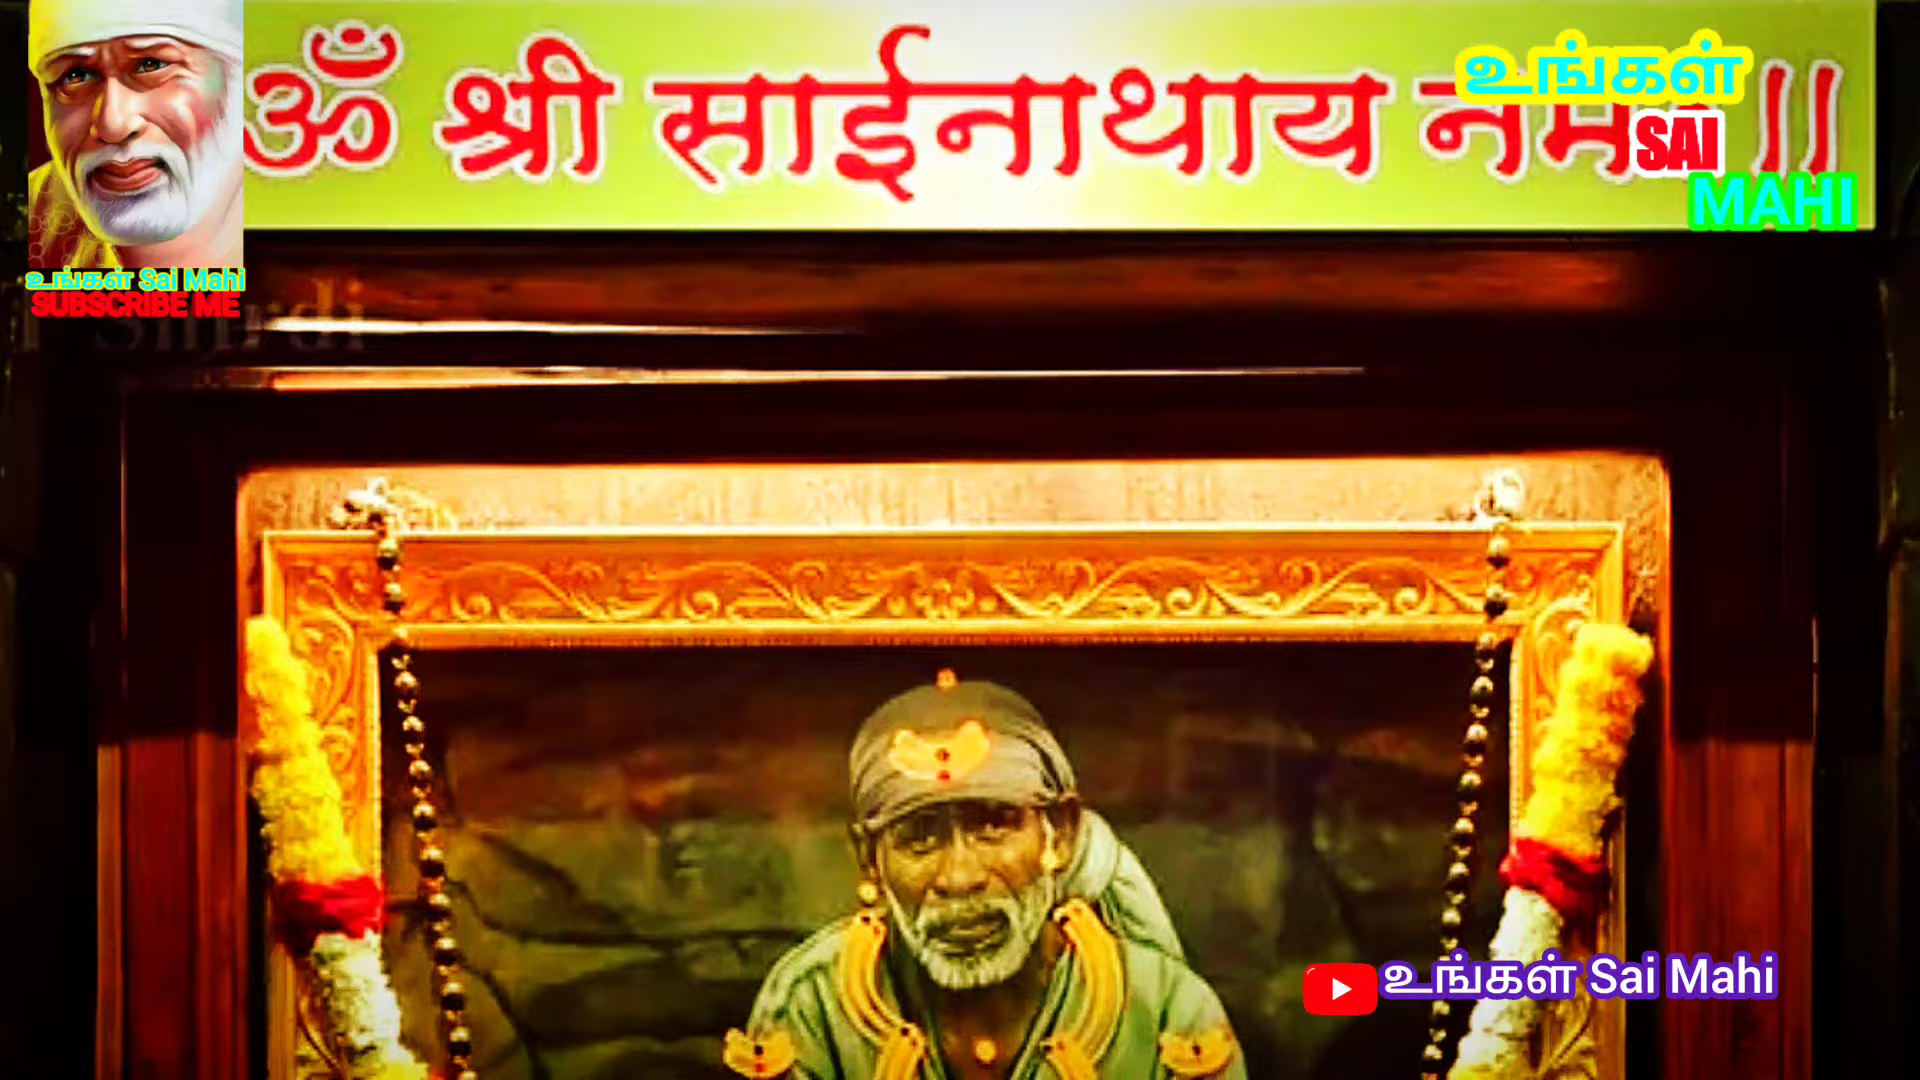 ॐ श्री साईनाथाय नमः ॥
உங்கள்
SAI
MAHI
உங்கள் Sai Mahi
SUBSCRIBE ME
உங்கள் Sai Mahi